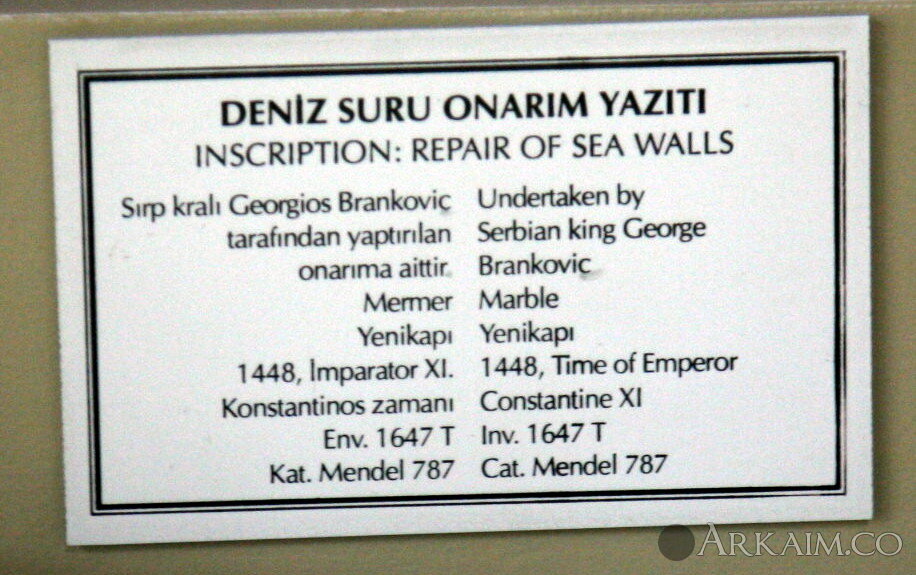 DENİZ SURU ONARIM YAZITI
INSCRIPTION: REPAIR OF SEA WALLS
Sırp kralı Georgios Brankoviç
tarafından yaptırılan
onarıma aittir.
Mermer
Yenikapı
1448, İmparator XI.
Konstantinos zamanı
Env. 1647 T
Kat. Mendel 787
Undertaken by
Serbian king George
Brankoviç
Marble
Yenikapı
1448, Time of Emperor
Constantine XI
Inv. 1647 T
Cat. Mendel 787
ARKAIM.CO